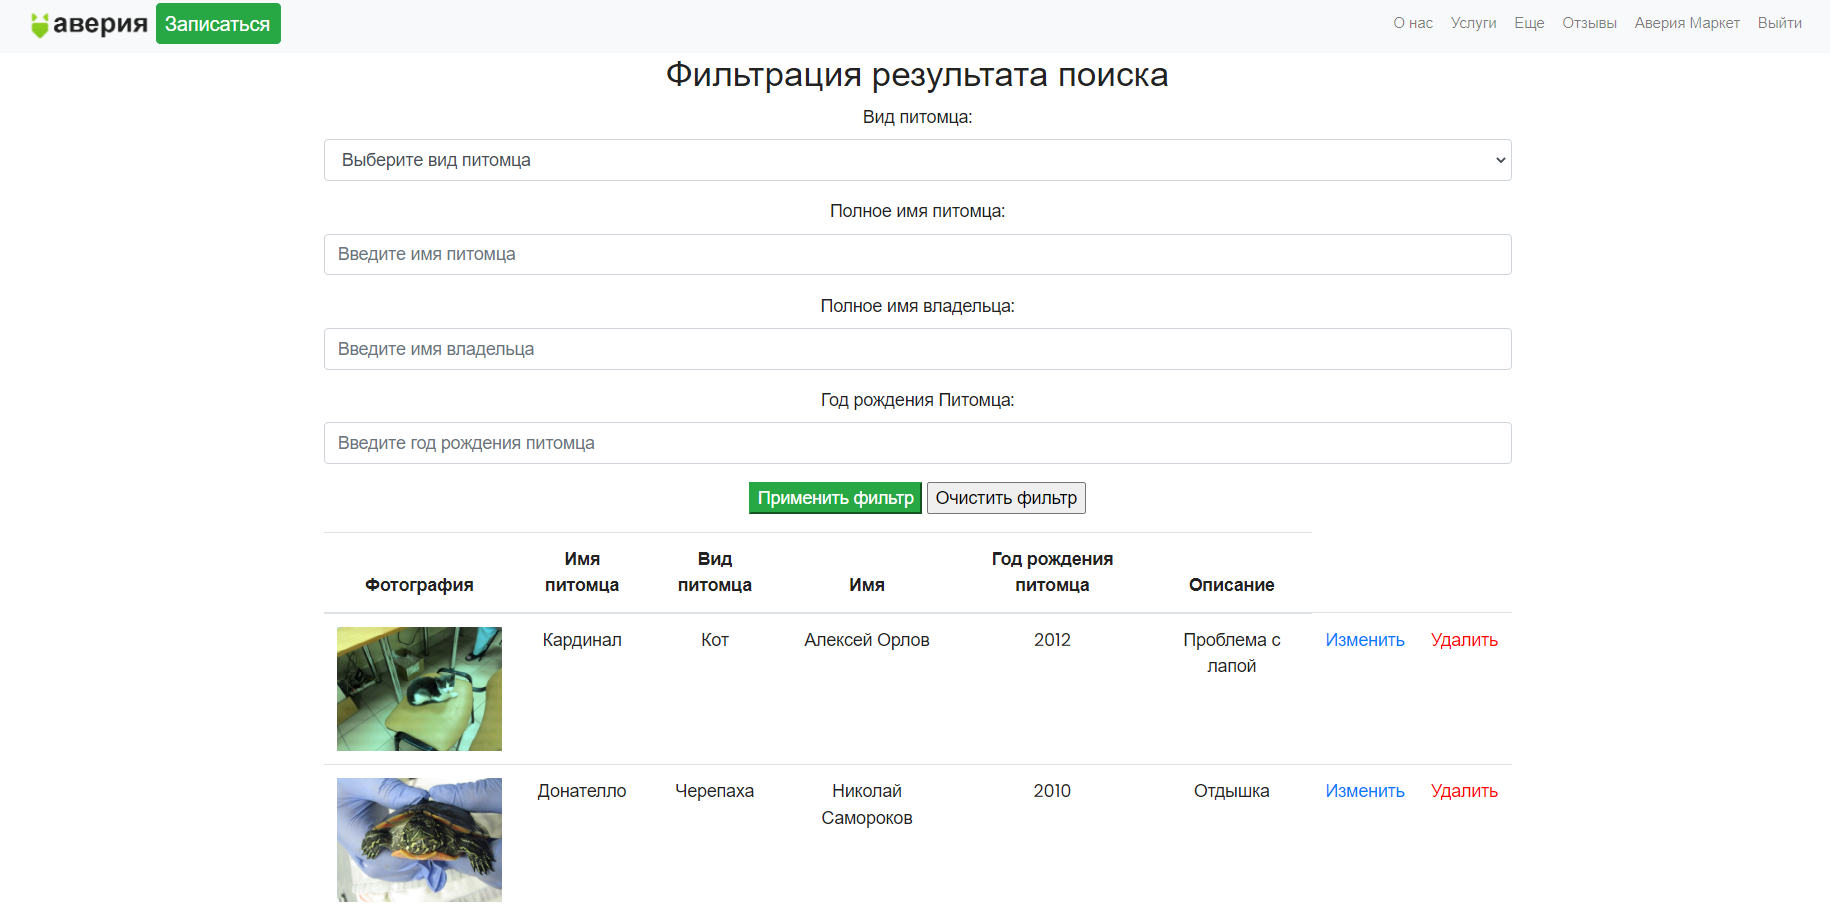 аверия Записаться О нас Услуги Еще Отзывы Аверия Маркет Выйти
Фильтрация результата поиска
Вид питомца:
Выберите вид питомца
Полное имя питомца:
Введите имя питомца
Полное имя владельца:
Введите имя владельца
Год рождения Питомца:
Введите год рождения питомца
Применить фильтр Очистить фильтр
Фотография Имя питомца Вид питомца Имя Год рождения питомца Описание
Кардинал Кот Алексей Орлов 2012 Проблема с лапой Изменить Удалить
Донателло Черепаха Николай Самороков 2010 Отдышка Изменить Удалить